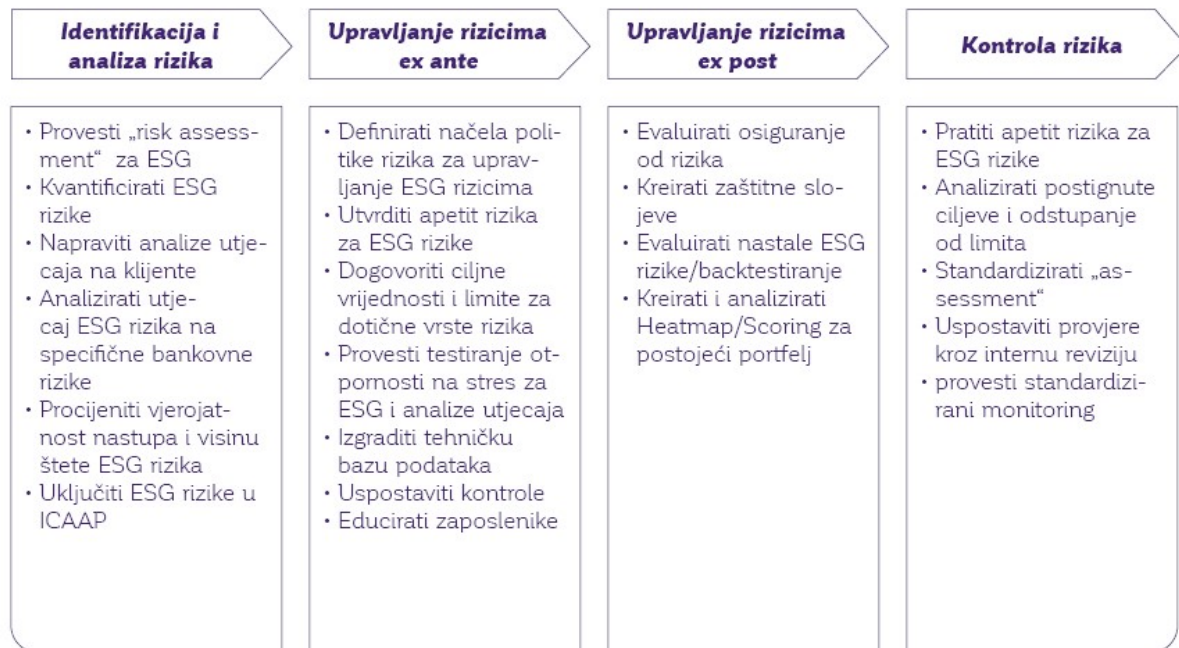 Identifikacija i
analiza rizika
Upravljanje rizicima
ex ante
Upravljanje rizicima
ex post
Kontrola rizika
• Provesti „risk assess-
ment“ za ESG
• Kvantificirati ESG
rizike
• Napraviti analize utje-
caja na klijente
• Analizirati utje-
caj ESG rizika na
specifične bankovne
rizike
• Procijeniti vjerojat-
nost nastupa i visinu
štete ESG rizika
• Uključiti ESG rizike u
ICAAP
• Definirati načela poli-
tike rizika za uprav-
ljanje ESG rizicima
• Utvrditi apetit rizika
za ESG rizike
• Dogovoriti ciljne
vrijednosti i limite za
dotične vrste rizika
• Provesti testiranje ot-
pornosti na stres za
ESG i analize utjecaja
• Izgraditi tehničku
bazu podataka
• Uspostaviti kontrole
• Educirati zaposlenike
• Evaluirati osiguranje
od rizika
• Kreirati zaštitne slo-
jeve
• Evaluirati nastale ESG
rizike/backtestiranje
• Kreirati i analizirati
Heatmap/Scoring za
postojeći portfelj
• Pratiti apetit rizika za
ESG rizike
• Analizirati postignute
ciljeve i odstupanje
od limita
• Standardizirati „as-
sessment“
• Uspostaviti provjere
kroz internu reviziju
• provesti standardizi-
rani monitoring